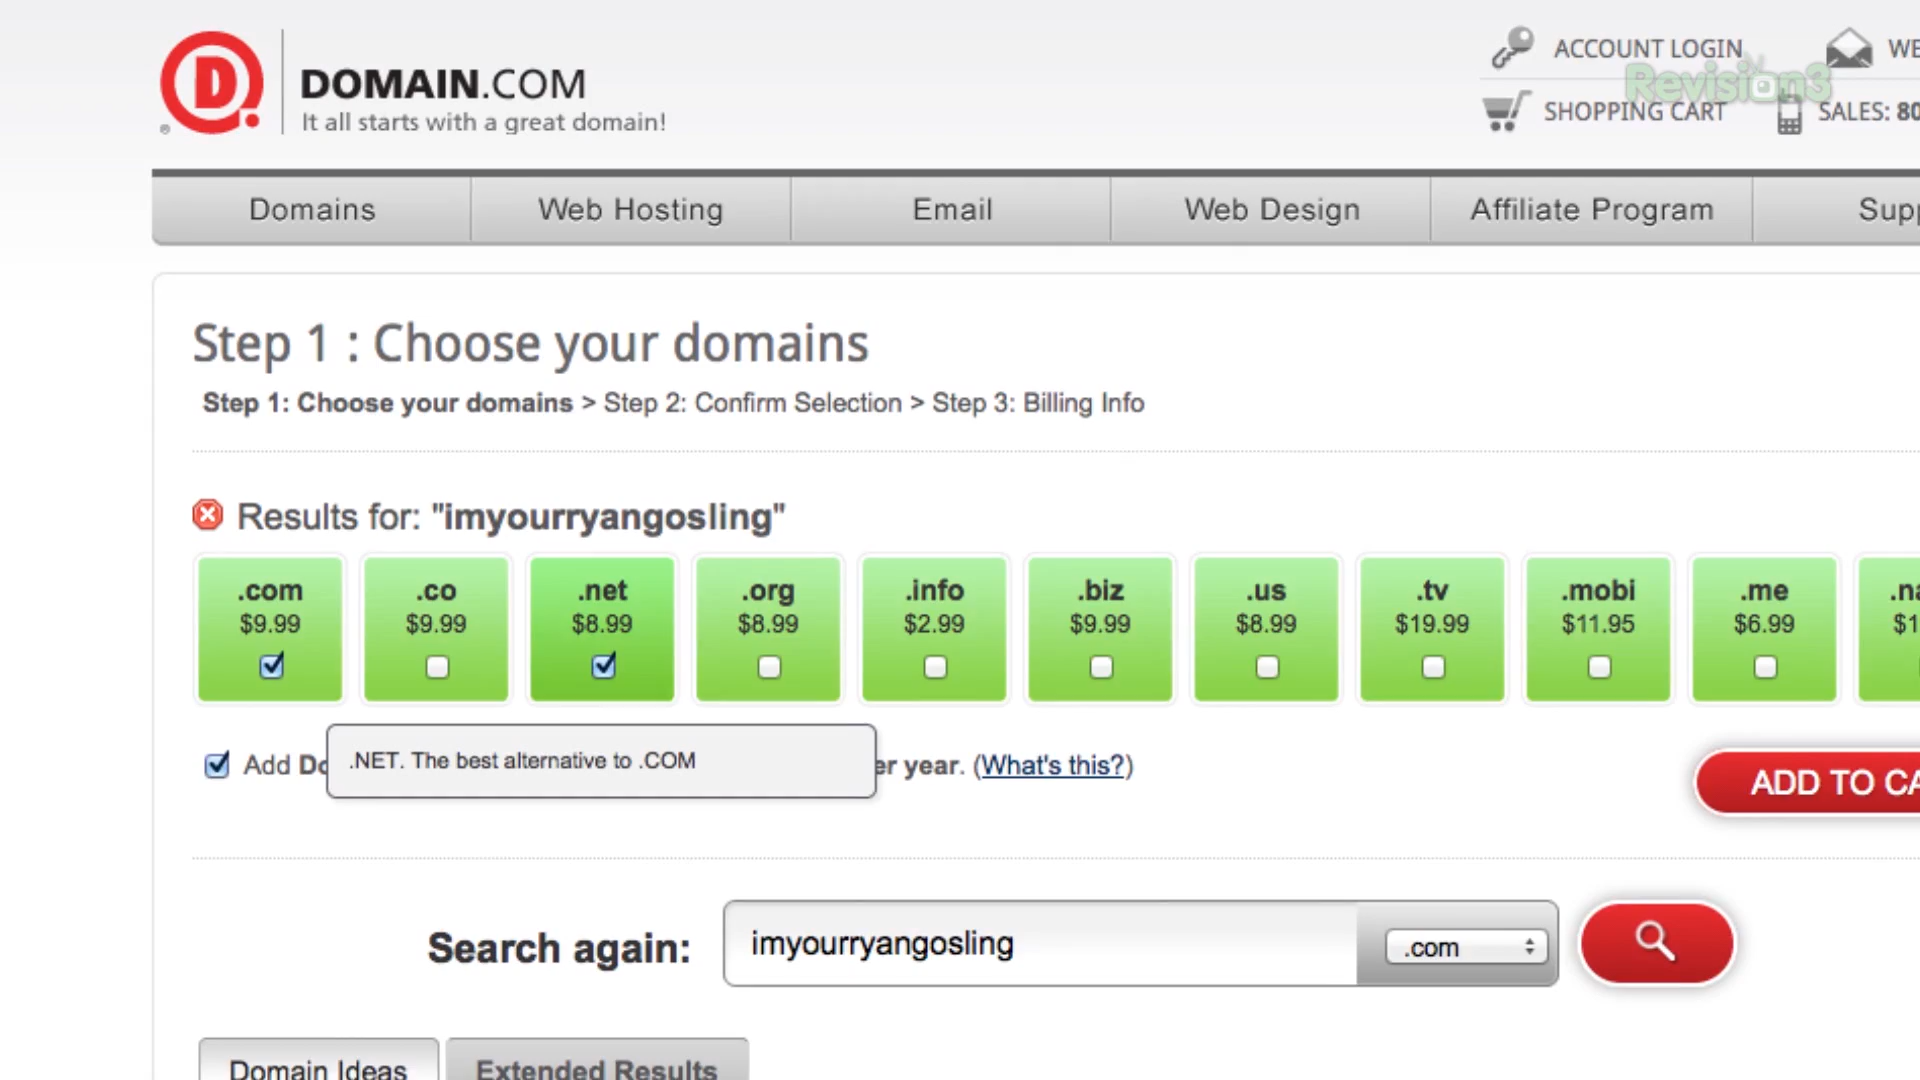 D
DOMAIN.COM
It all starts with a great domain!
ACCOUNT LOGIN
Revision3
SHOPPING CART
SALES:
Domains
Web Hosting
Email
Web Design
Affiliate Program
Step 1 : Choose your domains
Step 1: Choose your domains > Step 2: Confirm Selection > Step 3: Billing Info
Results for: "imyourryangosling"
.com .co .net .org .info .biz .us .tv .mobi .me
$9.99 $9.99 $8.99 $8.99 $2.99 $9.99 $8.99 $19.99 $11.95 $6.99
Add
.NET. The best alternative to .COM
year. (What's this?)
ADD TO
Search again: imyourryangosling .com
Domain Ideas
Extended Results